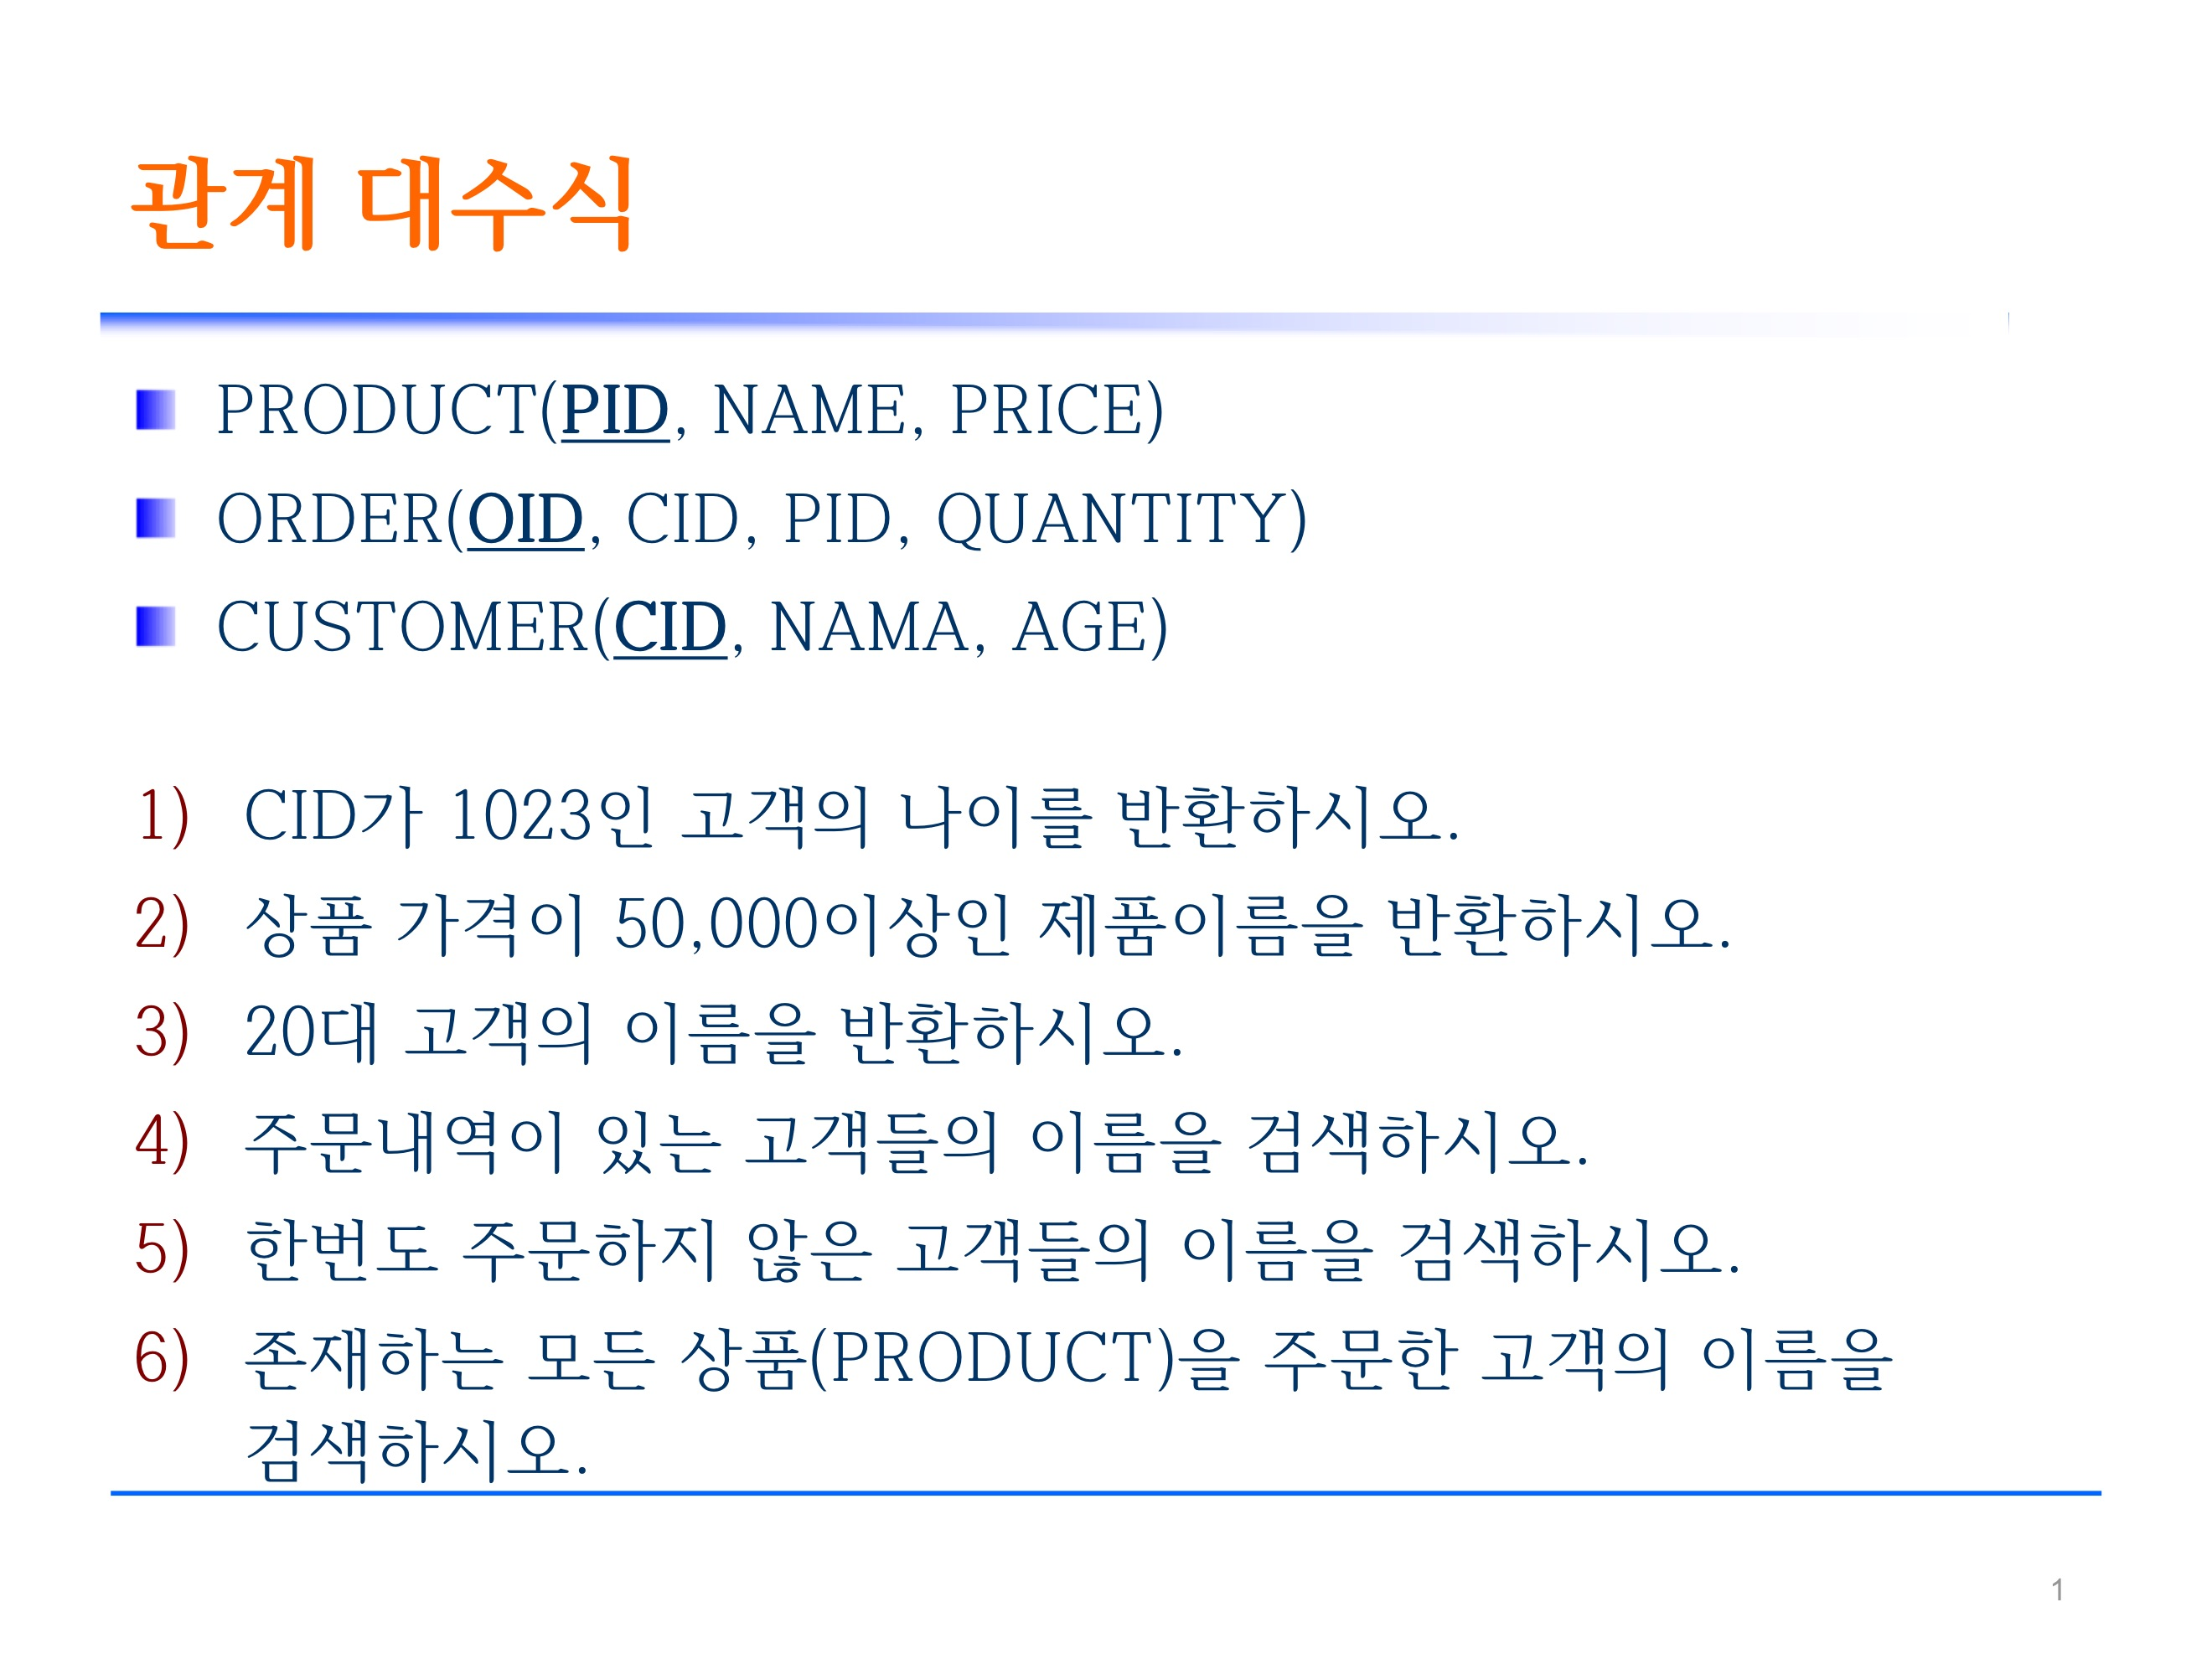 관계 대수식
PRODUCT(PID, NAME, PRICE)
ORDER(OID, CID, PID, QUANTITY)
CUSTOMER(CID, NAMA, AGE)
1) CID가 1023인 고객의 나이를 반환하시오.
2) 상품 가격이 50,000이상인 제품이름을 반환하시오.
3) 20대 고객의 이름을 반환하시오.
4) 주문내역이 있는 고객들의 이름을 검색하시오.
5) 한번도 주문하지 않은 고객들의 이름을 검색하시오.
6) 존재하는 모든 상품(PRODUCT)을 주문한 고객의 이름을
검색하시오.
1